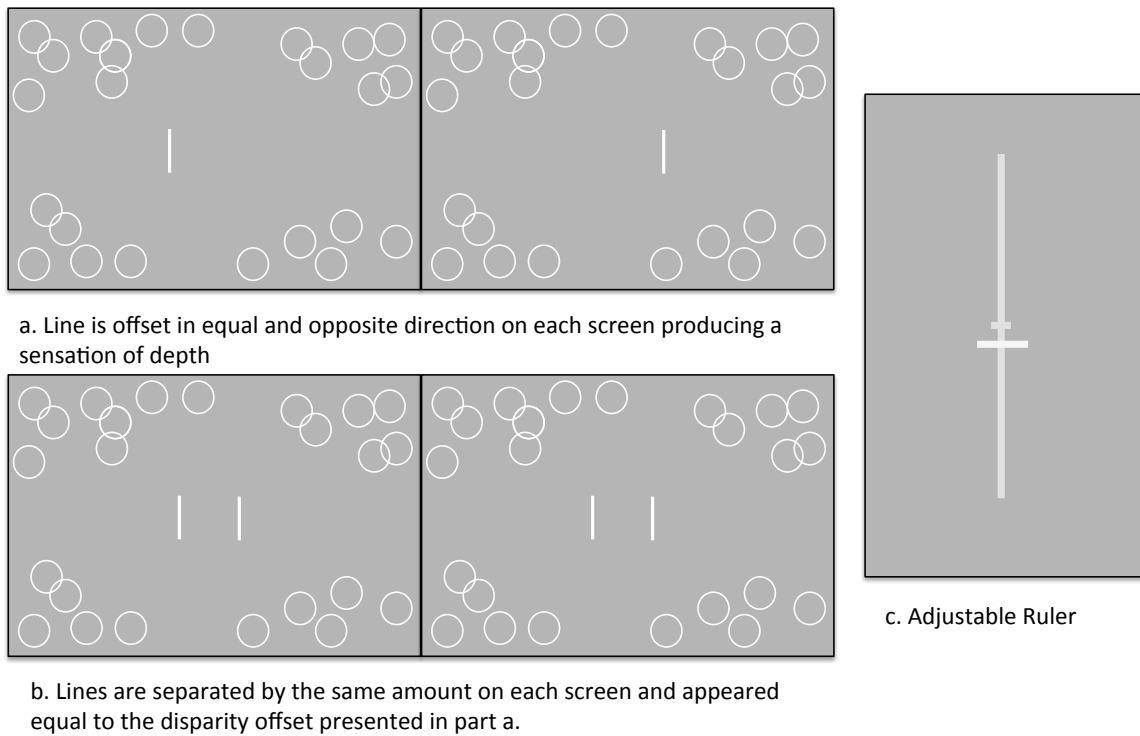 a. Line is offset in equal and opposite direction on each screen producing a
sensation of depth
b. Lines are separated by the same amount on each screen and appeared
equal to the disparity offset presented in part a.
c. Adjustable Ruler